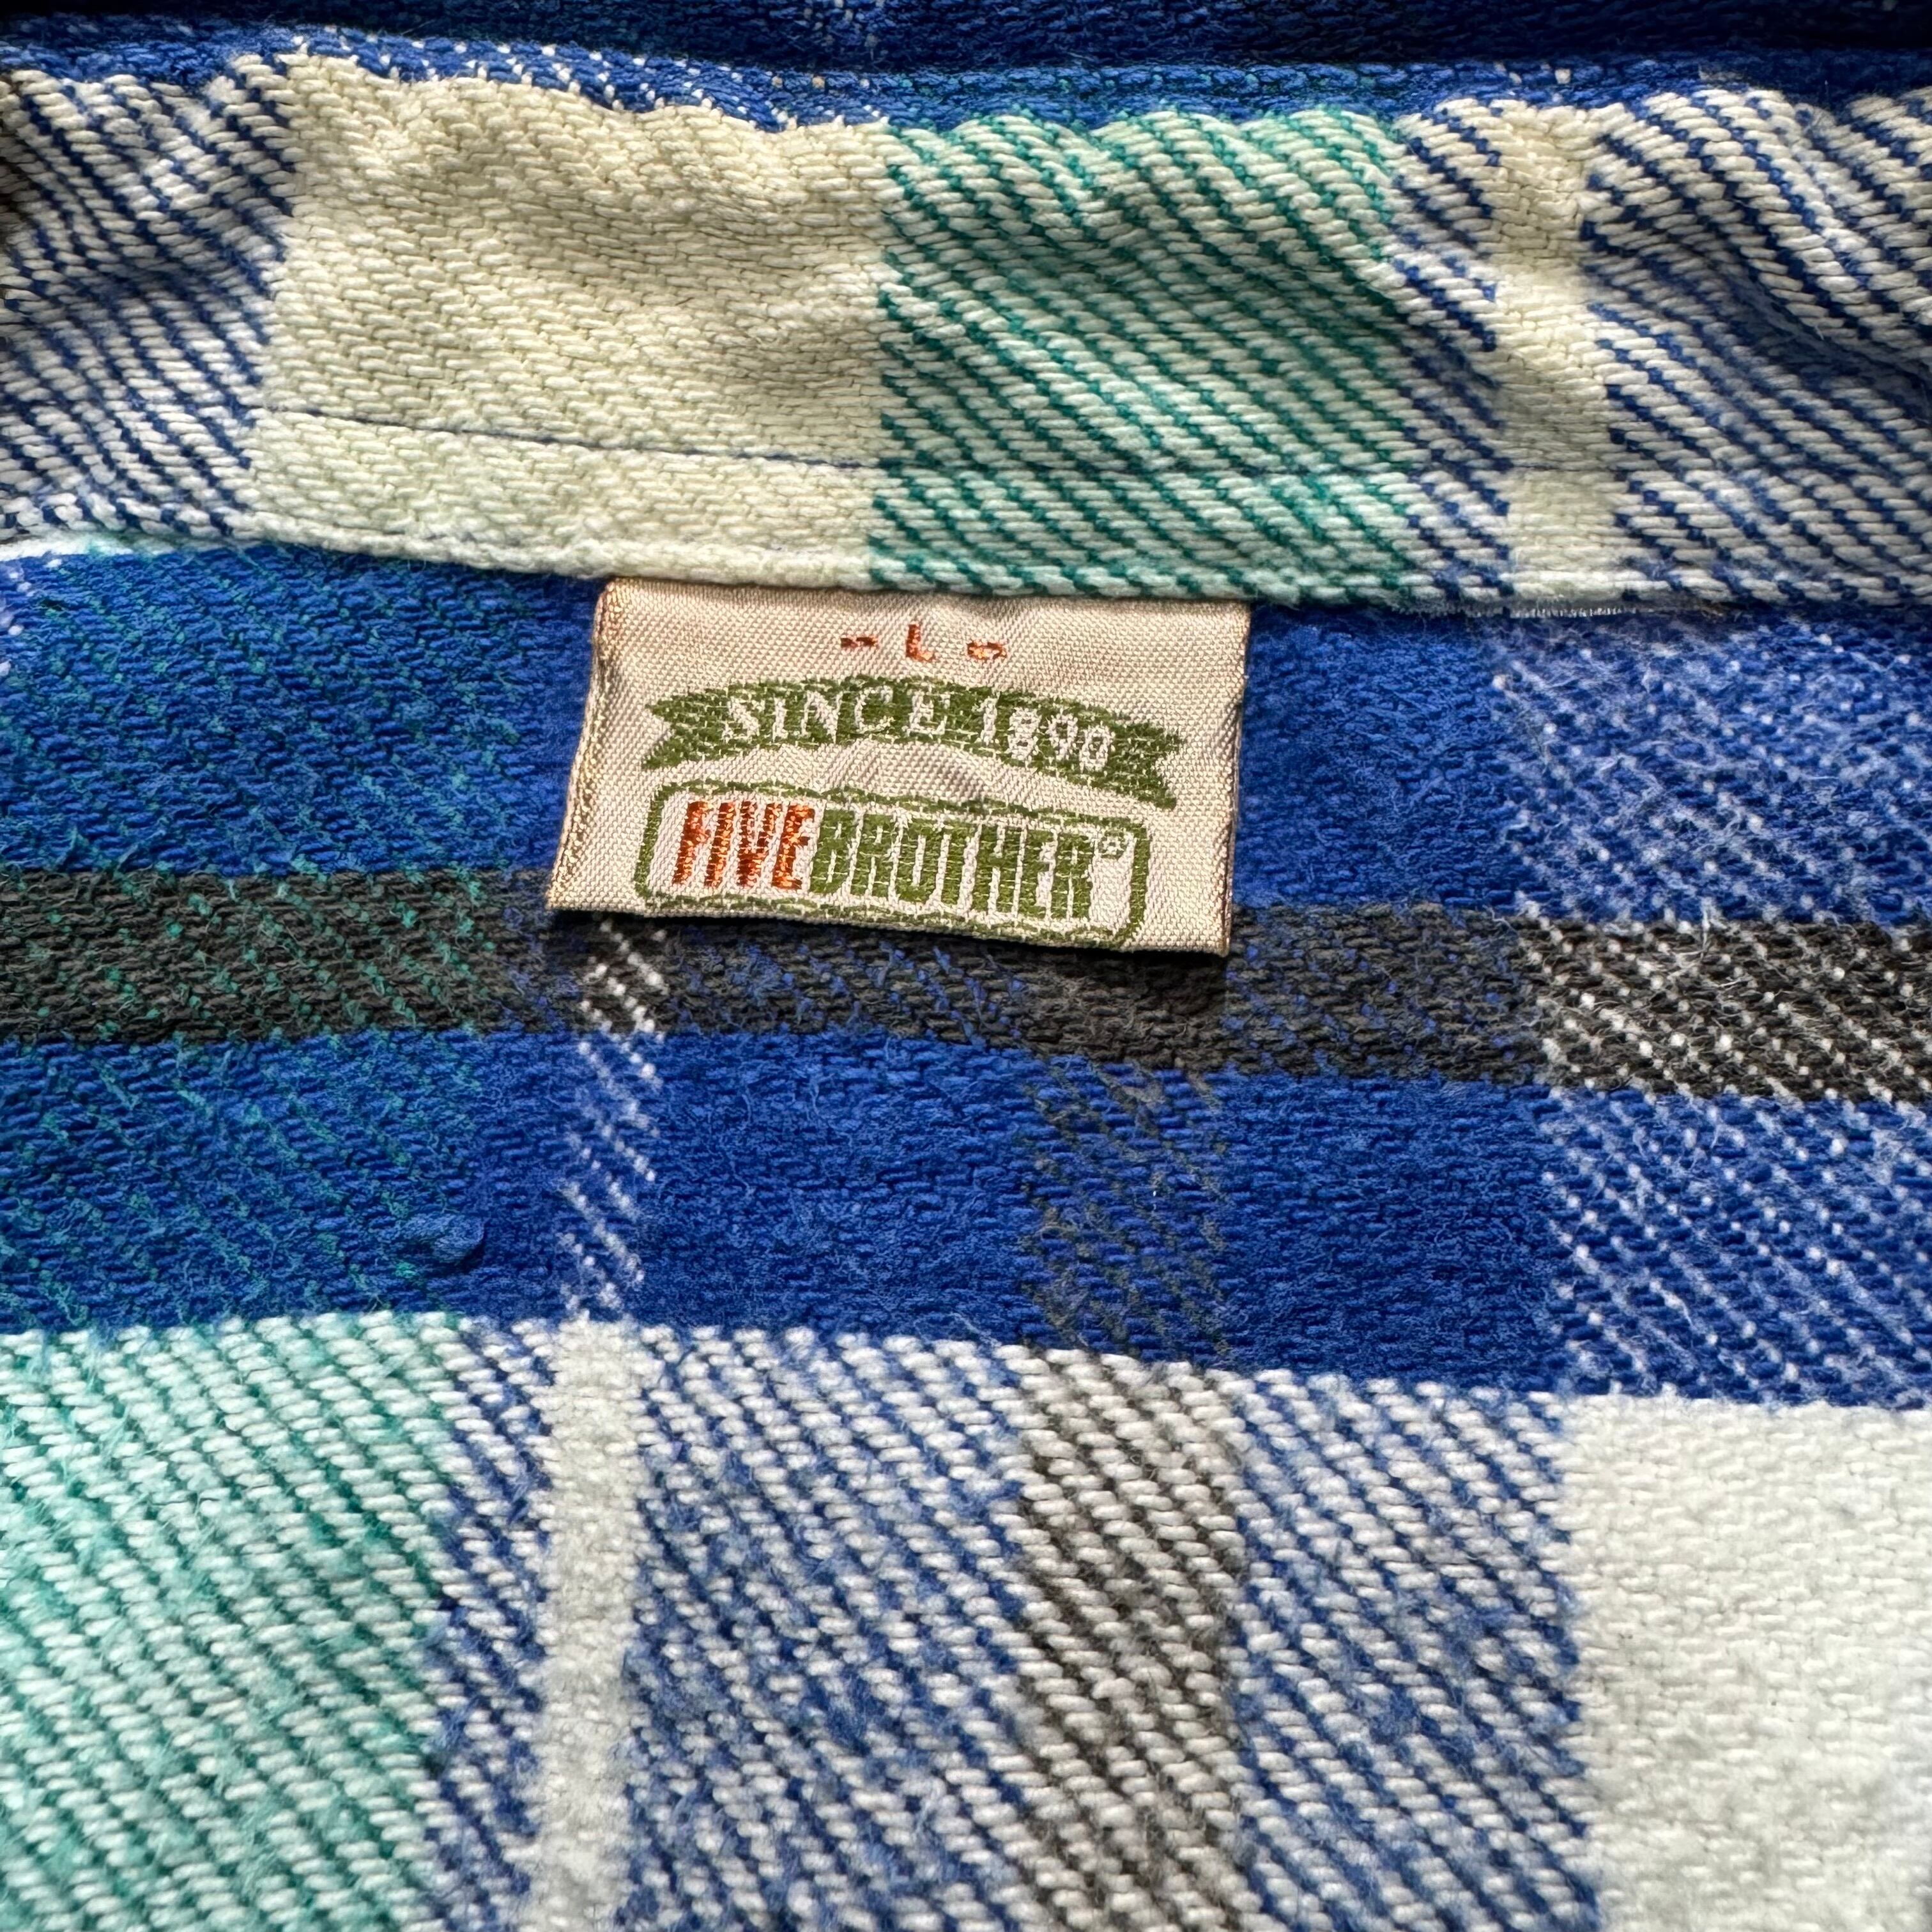 - L -
SINCE 1890
FIVEBROTHER®